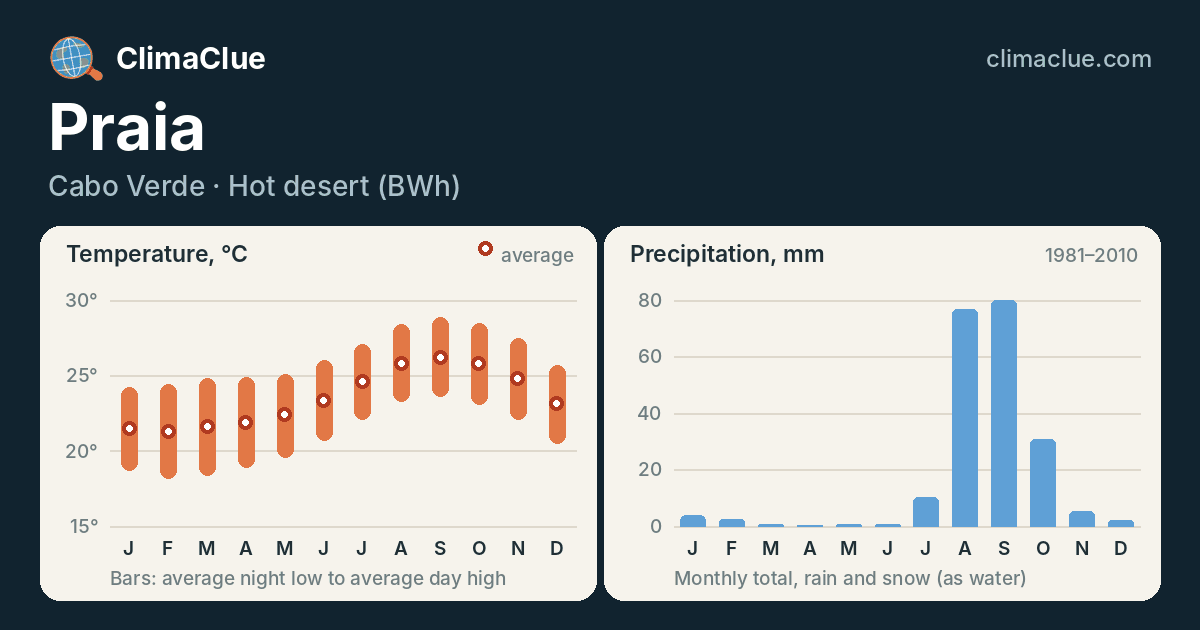 ClimaClue
climaclue.com
Praia
Cabo Verde · Hot desert (BWh)
Temperature, °C
average
30°
25°
20°
15°
J F M A M J J A S O N D
Bars: average night low to average day high
Precipitation, mm
1981–2010
80
60
40
20
0
J F M A M J J A S O N D
Monthly total, rain and snow (as water)